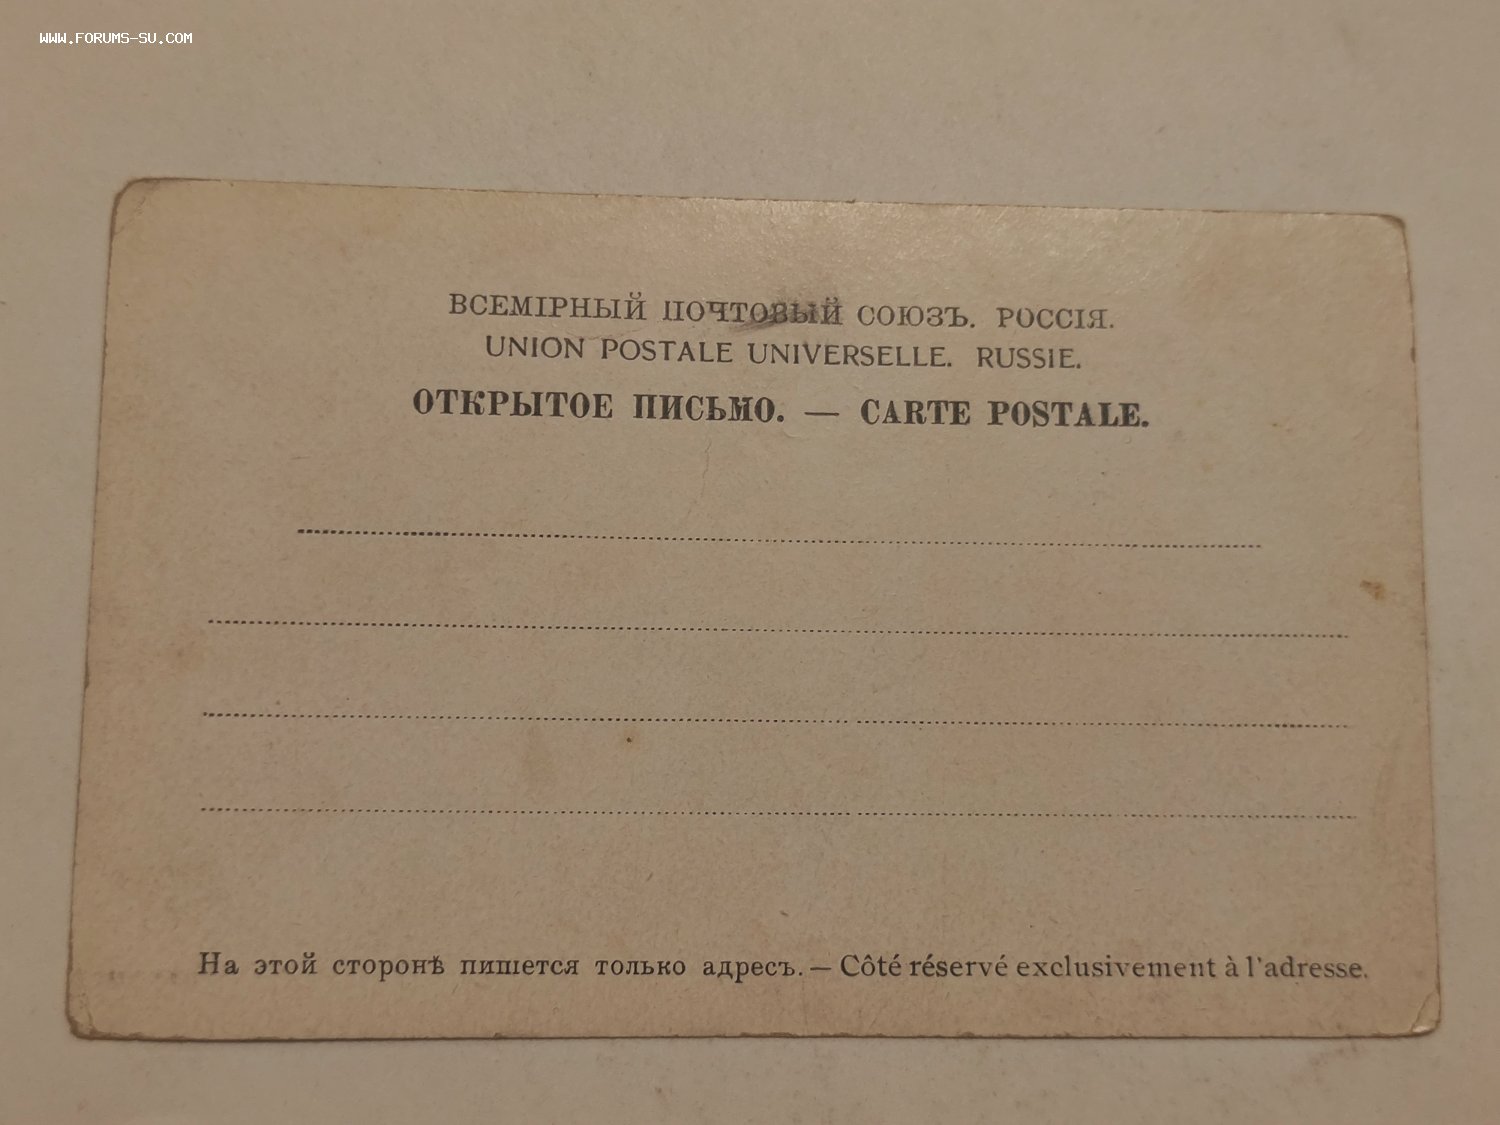 WWW.FORUMS-SU.COM
ВСЕМІРНЫЙ ПОЧТОВЫЙ СОЮЗЪ. РОССІЯ.
UNION POSTALE UNIVERSELLE. RUSSIE.
ОТКРЫТОЕ ПИСЬМО. — CARTE POSTALE.
На этой сторонѣ пишется только адресъ. — Côté réservé exclusivement à l'adresse.